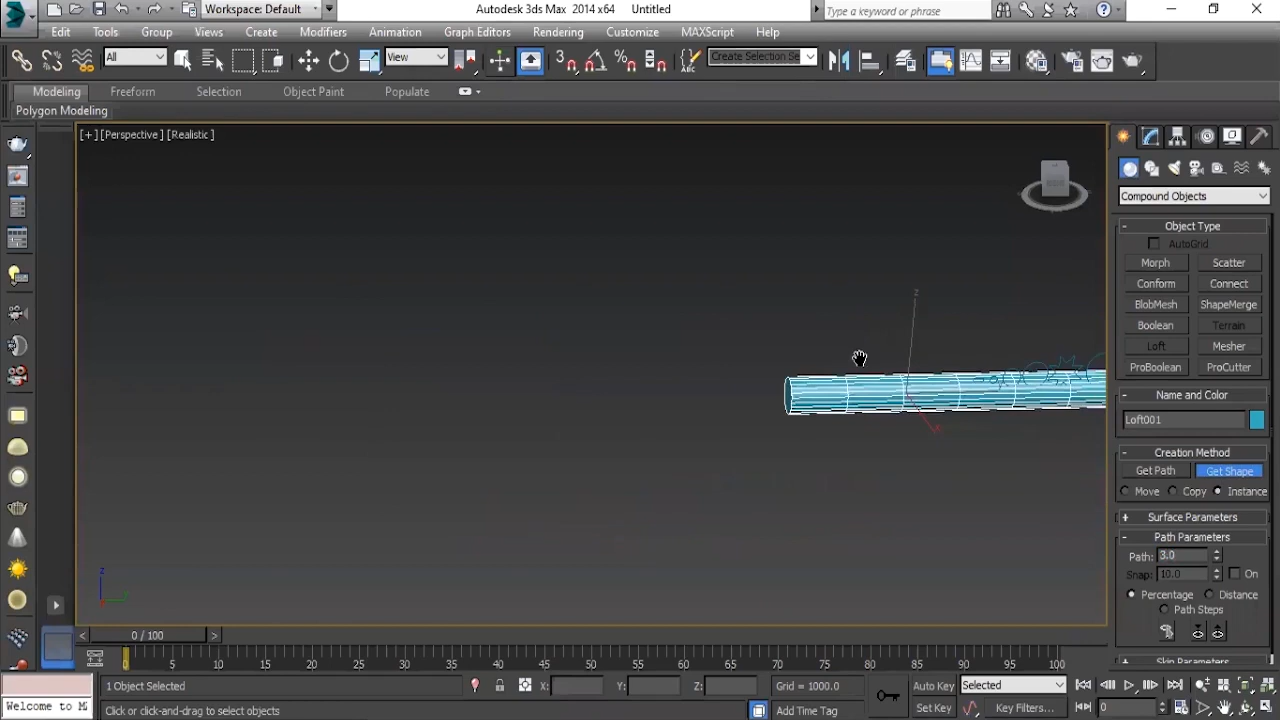 Workspace: Default
Autodesk 3ds Max 2014 x64
Untitled
Type a keyword or phrase
Edit Tools Group Views Create Modifiers Animation Graph Editors Rendering Customize MAXScript Help
All
View
Create Selection Se
Modeling Freeform Selection Object Paint Populate
Polygon Modeling
[+] [Perspective] [Realistic]
Compound Objects
- Object Type
AutoGrid
Morph Scatter
Conform Connect
BlobMesh ShapeMerge
Boolean Terrain
Loft Mesher
ProBoolean ProCutter
- Name and Color
Loft001
- Creation Method
Get Path Get Shape
Move Copy Instance
+ Surface Parameters
- Path Parameters
Path: 3.0
Snap: 10.0 On
Percentage Distance
Path Steps
+ Skin Parameters
z
z
< 0 / 100 >
0 5 10 15 20 25 30 35 40 45 50 55 60 65 70 75 80 85 90 95 100
1 Object Selected
X: Y: Z:
Grid = 1000.0
Auto Key
Selected
Welcome to M
Click or click-and-drag to select objects
Add Time Tag
Set Key
Key Filters...
0